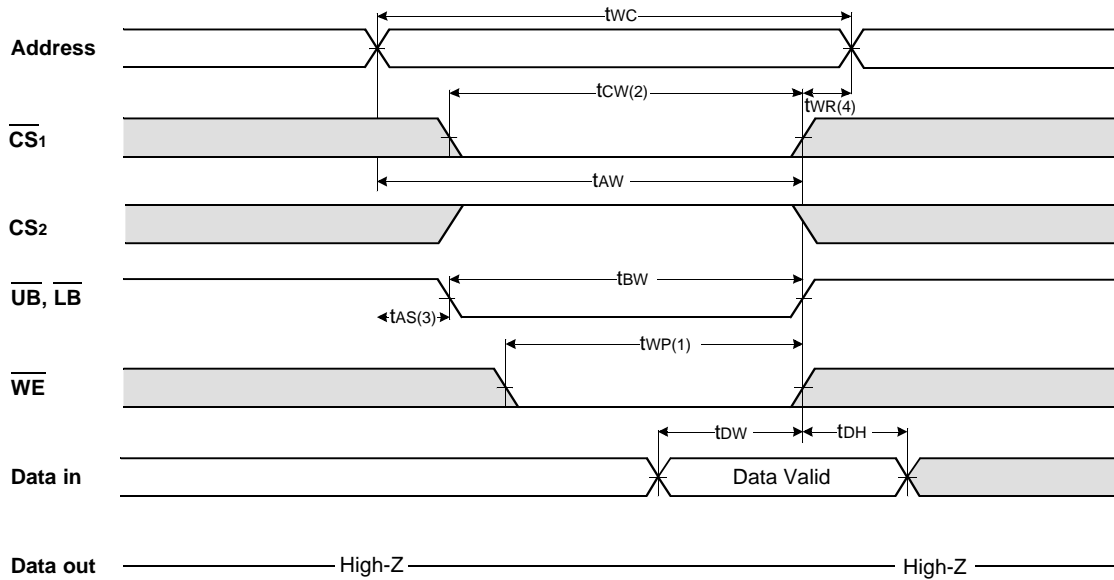 tWC
Address
tCW(2)
tWR(4)
CS1
tAW
CS2
tBW
UB, LB
tAS(3)
tWP(1)
WE
tDW
tDH
Data in
Data Valid
Data out
High-Z
High-Z